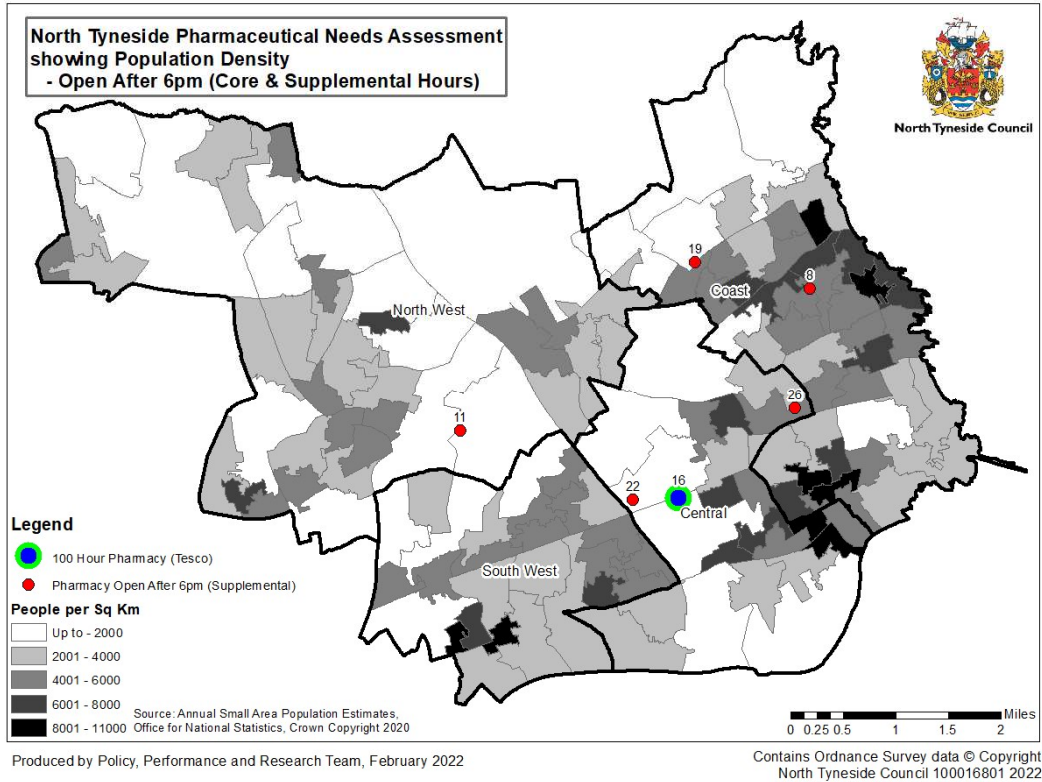 North Tyneside Pharmaceutical Needs Assessment
showing Population Density
- Open After 6pm (Core & Supplemental Hours)
North Tyneside Council
19
8
Coast
North West
26
11
16
22
Central
South West
Legend
100 Hour Pharmacy (Tesco)
Pharmacy Open After 6pm (Supplemental)
People per Sq Km
Up to - 2000
2001 - 4000
4001 - 6000
6001 - 8000
8001 - 11000
Source: Annual Small Area Population Estimates,
Office for National Statistics, Crown Copyright 2020
Miles
0 0.25 0.5 1 1.5 2
Produced by Policy, Performance and Research Team, February 2022
Contains Ordnance Survey data © Copyright
North Tyneside Council 100016801 2022